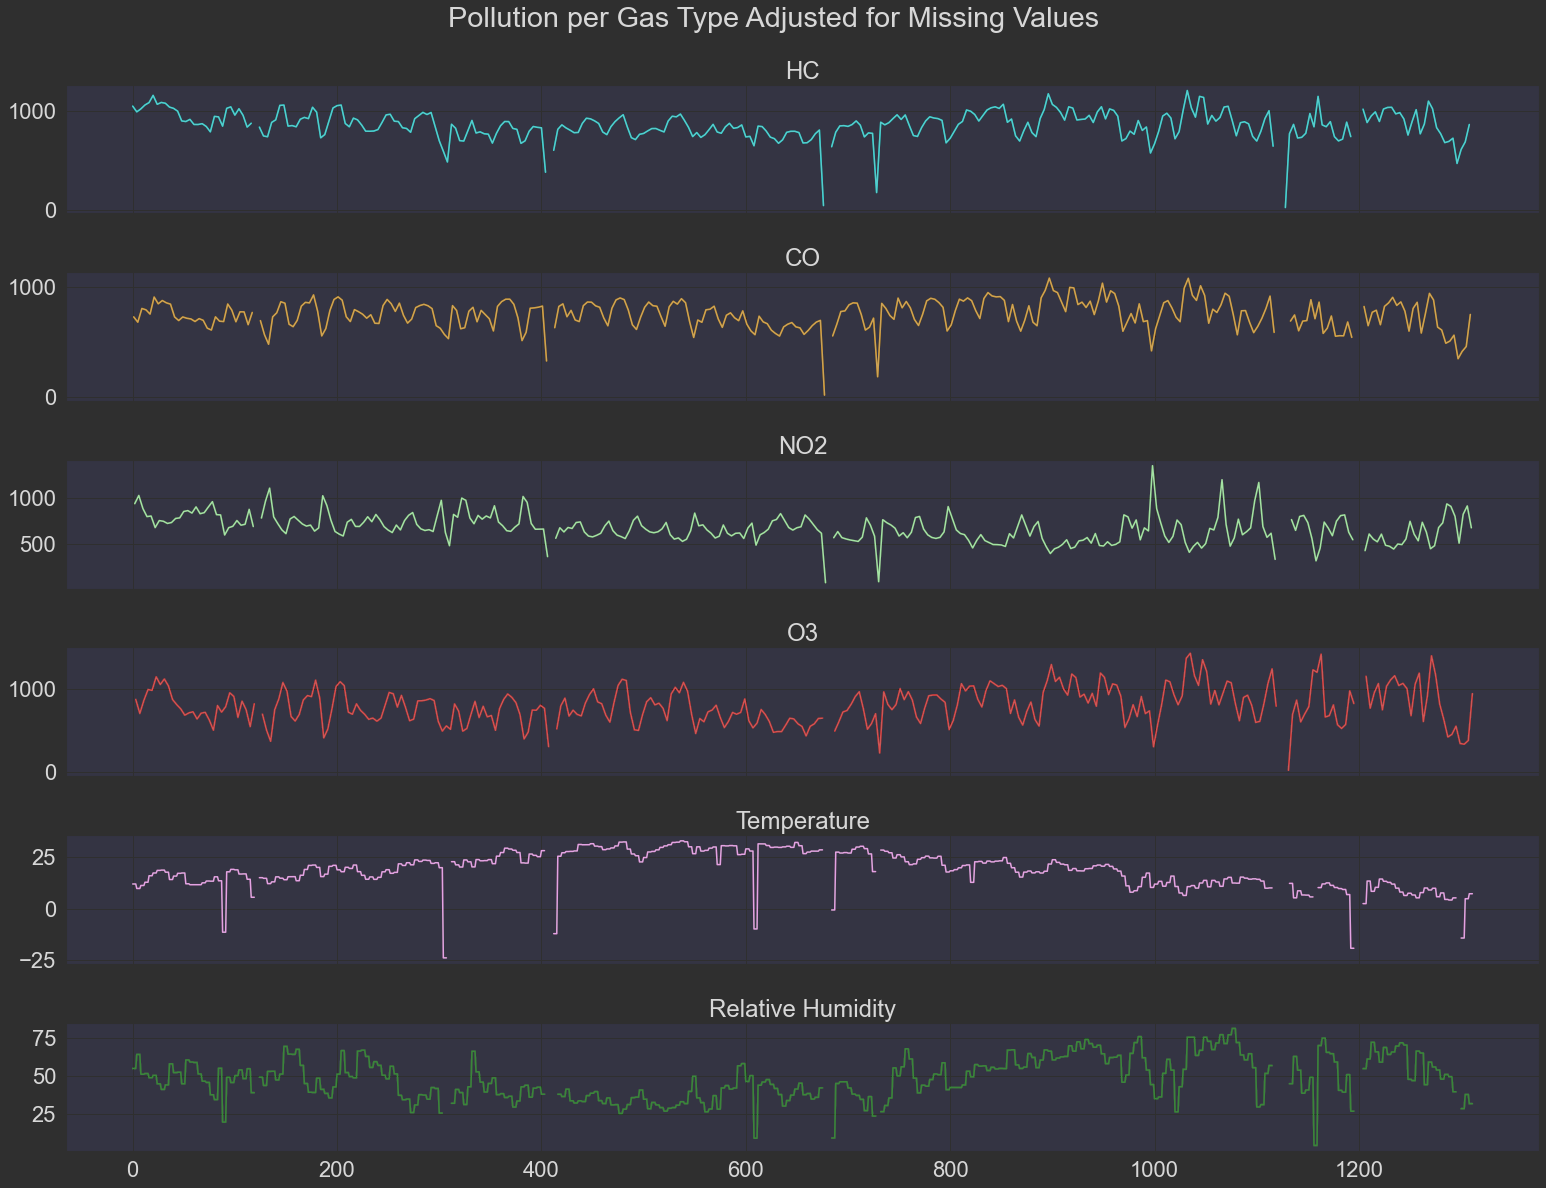 Pollution per Gas Type Adjusted for Missing Values
HC
1000
0
CO
1000
0
NO2
1000
500
O3
1000
0
Temperature
25
0
−25
Relative Humidity
75
50
25
0 200 400 600 800 1000 1200